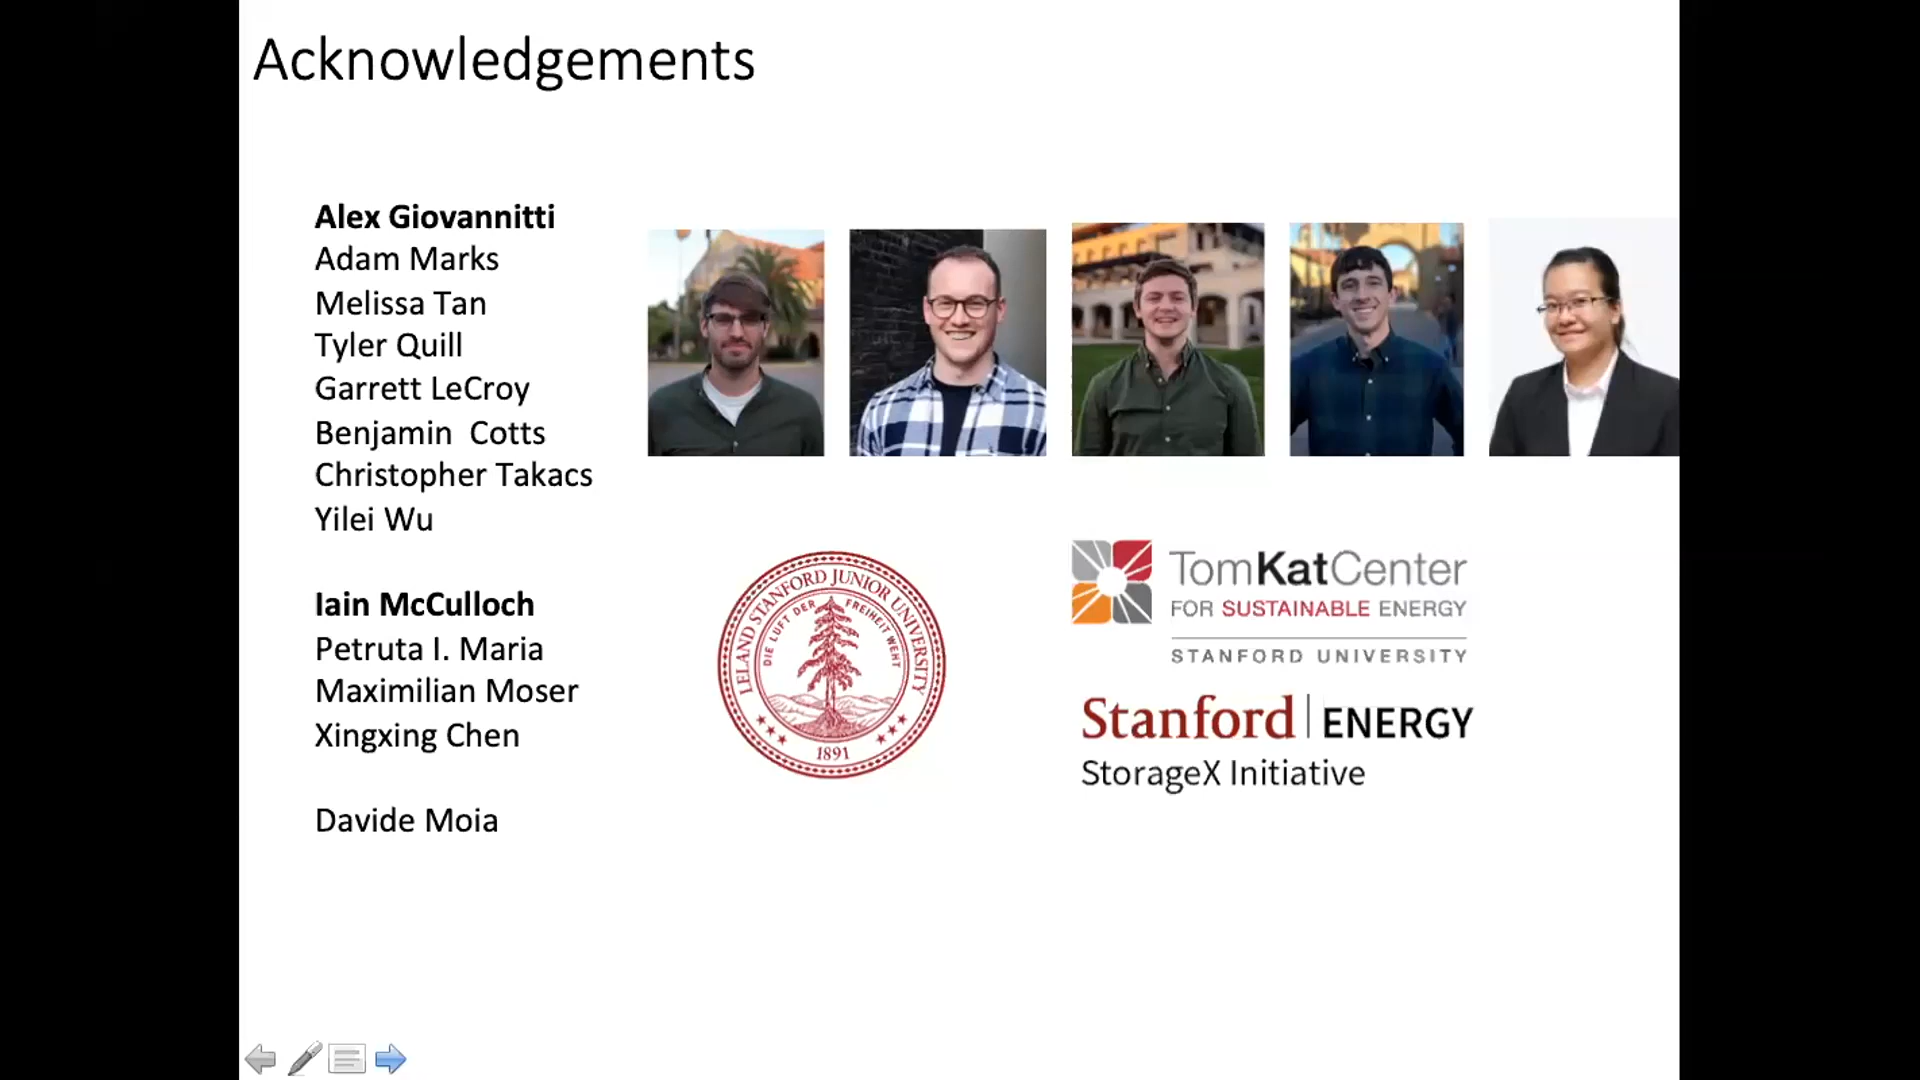 Acknowledgements
Alex Giovannitti
Adam Marks
Melissa Tan
Tyler Quill
Garrett LeCroy
Benjamin  Cotts
Christopher Takacs
Yilei Wu
Iain McCulloch
Petruta I. Maria
Maximilian Moser
Xingxing Chen
Davide Moia
LELAND STANFORD JUNIOR UNIVERSITY
DIE LUFT DER FREIHEIT WEHT
1891
TomKatCenter
FOR SUSTAINABLE ENERGY
STANFORD UNIVERSITY
Stanford | ENERGY
StorageX Initiative